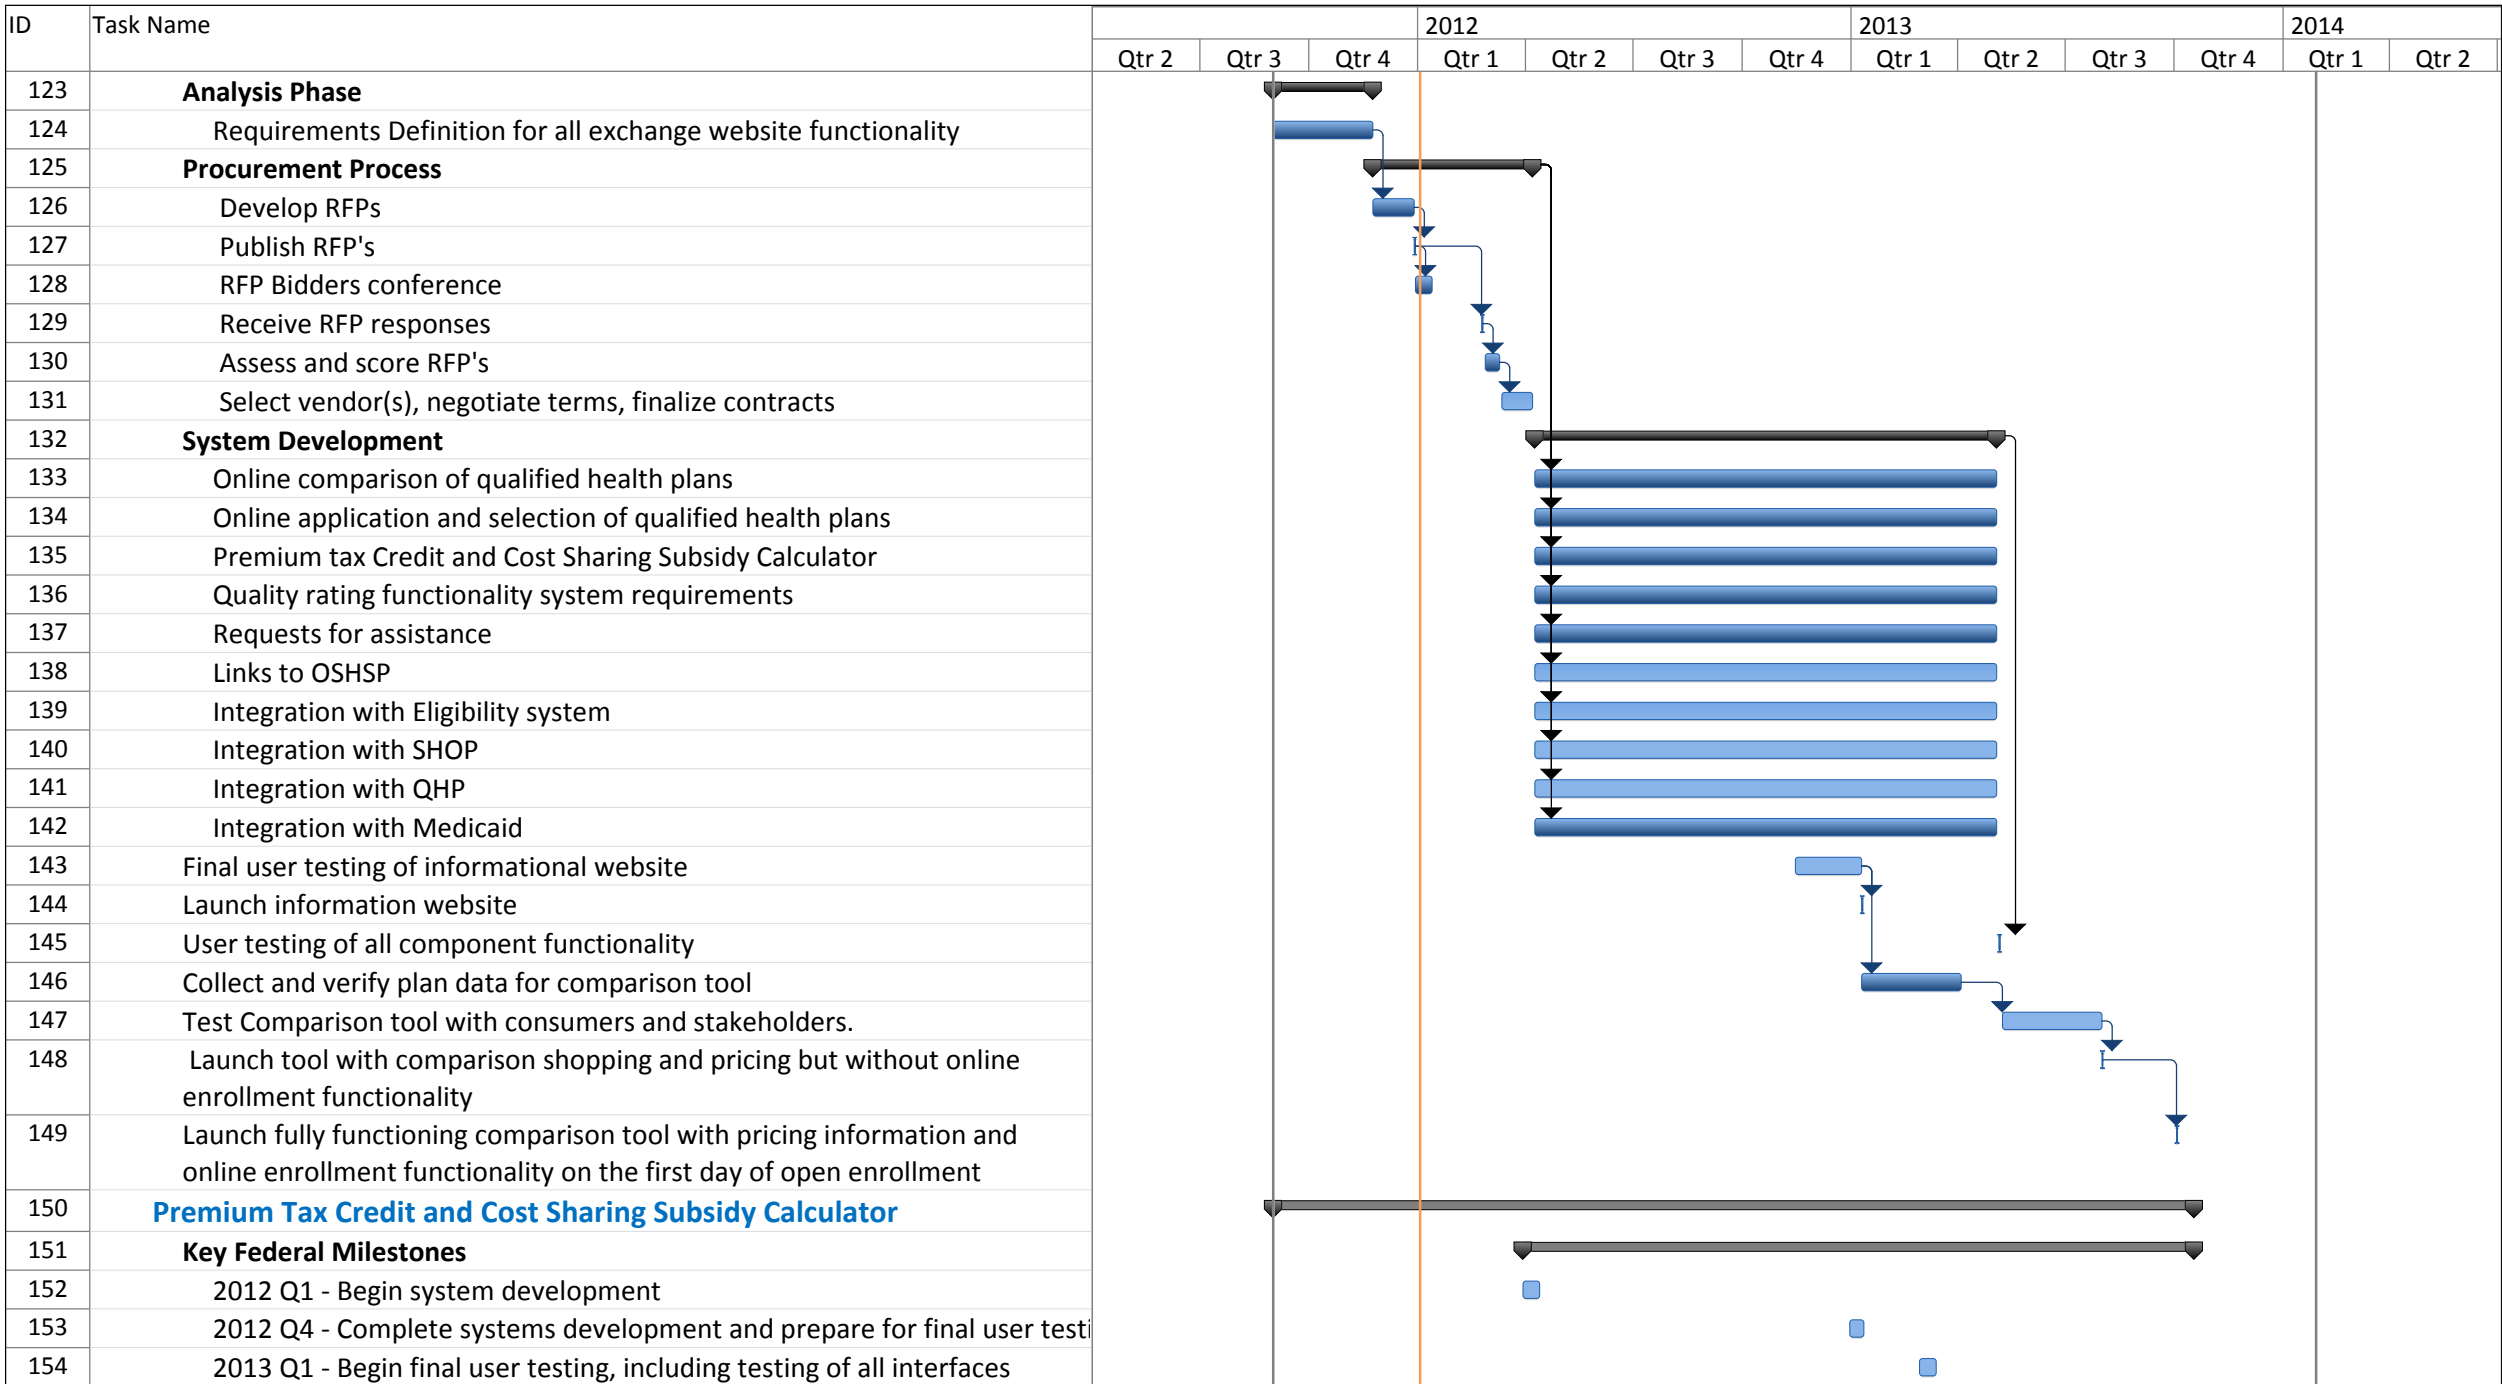 ID Task Name 2012 2013 2014
Qtr 2 Qtr 3 Qtr 4 Qtr 1 Qtr 2 Qtr 3 Qtr 4 Qtr 1 Qtr 2 Qtr 3 Qtr 4 Qtr 1 Qtr 2
123 Analysis Phase
124 Requirements Definition for all exchange website functionality
125 Procurement Process
126 Develop RFPs
127 Publish RFP's
128 RFP Bidders conference
129 Receive RFP responses
130 Assess and score RFP's
131 Select vendor(s), negotiate terms, finalize contracts
132 System Development
133 Online comparison of qualified health plans
134 Online application and selection of qualified health plans
135 Premium tax Credit and Cost Sharing Subsidy Calculator
136 Quality rating functionality system requirements
137 Requests for assistance
138 Links to OSHSP
139 Integration with Eligibility system
140 Integration with SHOP
141 Integration with QHP
142 Integration with Medicaid
143 Final user testing of informational website
144 Launch information website
145 User testing of all component functionality
146 Collect and verify plan data for comparison tool
147 Test Comparison tool with consumers and stakeholders.
148 Launch tool with comparison shopping and pricing but without online
enrollment functionality
149 Launch fully functioning comparison tool with pricing information and
online enrollment functionality on the first day of open enrollment
150 Premium Tax Credit and Cost Sharing Subsidy Calculator
151 Key Federal Milestones
152 2012 Q1 - Begin system development
153 2012 Q4 - Complete systems development and prepare for final user testi
154 2013 Q1 - Begin final user testing, including testing of all interfaces